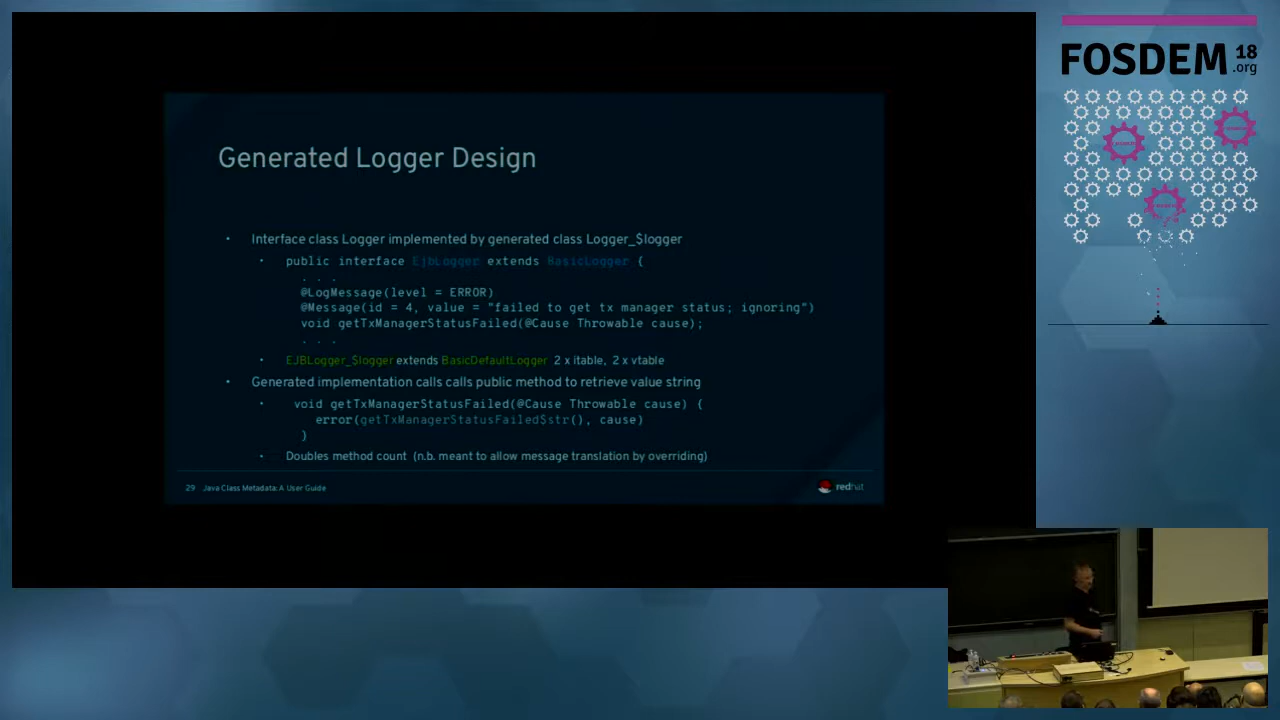 FOSDEM 18
.org
Generated Logger Design
• Interface class Logger implemented by generated class Logger_$logger
• public interface EjbLogger extends BasicLogger {
. . .
@LogMessage(level = ERROR)
@Message(id = 4, value = "failed to get tx manager status; ignoring")
void getTxManagerStatusFailed(@Cause Throwable cause);
. . .
• EJBLogger_$logger extends BasicDefaultLogger 2 x itable, 2 x vtable
• Generated implementation calls calls public method to retrieve value string
• void getTxManagerStatusFailed(@Cause Throwable cause) {
error(getTxManagerStatusFailed$str(), cause)
}
• Doubles method count (n.b. meant to allow message translation by overriding)
29 Java Class Metadata: A User Guide
redhat